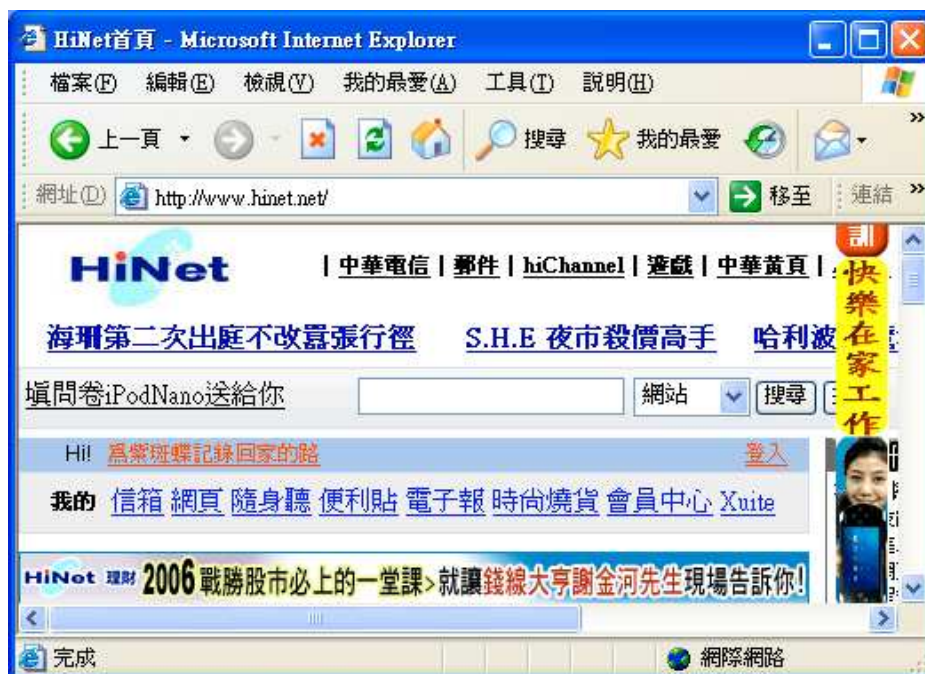 HiNet首頁 - Microsoft Internet Explorer
檔案(F) 編輯(E) 檢視(V) 我的最愛(A) 工具(T) 說明(H)
上一頁 搜尋 我的最愛 »
網址(D) http://www.hinet.net/ 移至 連結 »
HiNet | 中華電信 | 郵件 | hiChannel | 遊戲 | 中華黃頁 |
海珊第二次出庭不改囂張行徑 S.H.E 夜市殺價高手 哈利波
填問卷iPodNano送給你 網站 搜尋
Hi! 為紫斑蝶記錄回家的路 登入
我的 信箱 網頁 隨身聽 便利貼 電子報 時尚燒貨 會員中心 Xuite
HiNet 理財 2006戰勝股市必上的一堂課>就讓錢線大亨謝金河先生現場告訴你!
快樂在家工作
完成 網際網路